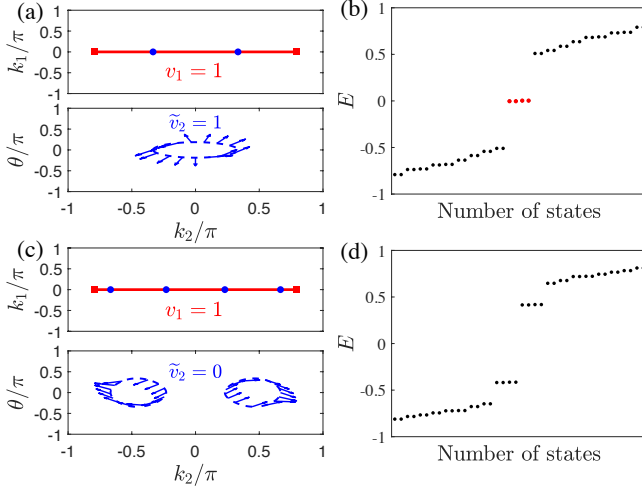 (a)
1
0.5
0
-0.5
-1
k₁/π
v₁ = 1
1
0.5
0
-0.5
-1
θ/π
ṽ₂ = 1
-1 -0.5 0 0.5 1
k₂/π
(b)
1
0.5
0
-0.5
-1
E
Number of states
(c)
1
0.5
0
-0.5
-1
k₁/π
v₁ = 1
1
0.5
0
-0.5
-1
θ/π
ṽ₂ = 0
-1 -0.5 0 0.5 1
k₂/π
(d)
1
0.5
0
-0.5
-1
E
Number of states